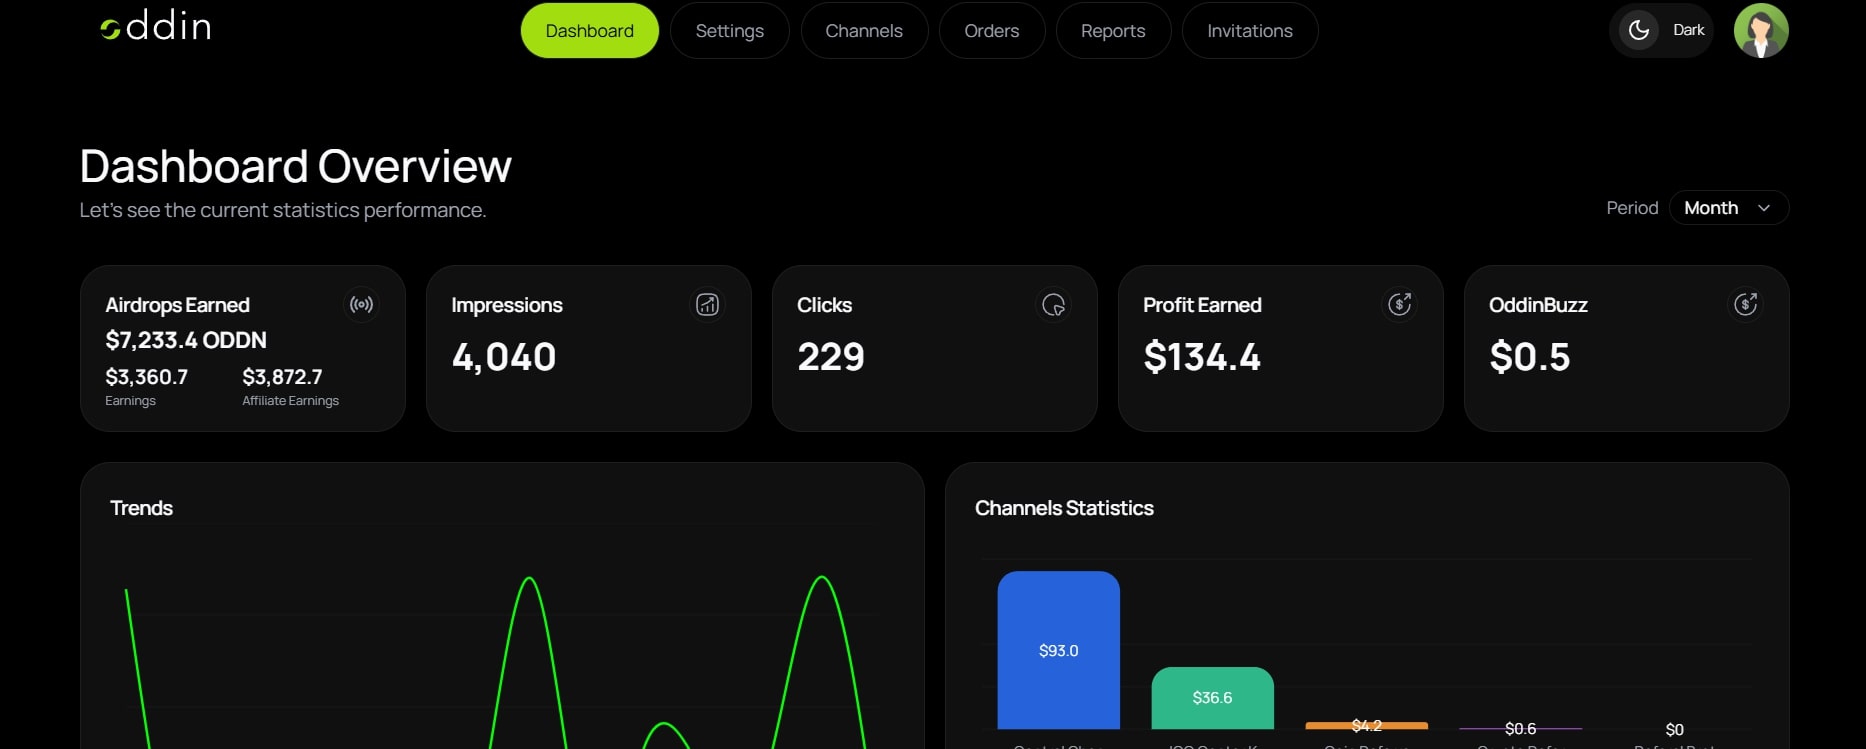 oddin
Dashboard
Settings
Channels
Orders
Reports
Invitations
Dark
Dashboard Overview
Let's see the current statistics performance.
Period
Month
Airdrops Earned
$7,233.4 ODDN
$3,360.7
$3,872.7
Earnings
Affiliate Earnings
Impressions
4,040
Clicks
229
Profit Earned
$134.4
OddinBuzz
$0.5
Trends
Channels Statistics
$93.0
$36.6
$4.2
$0.6
$0